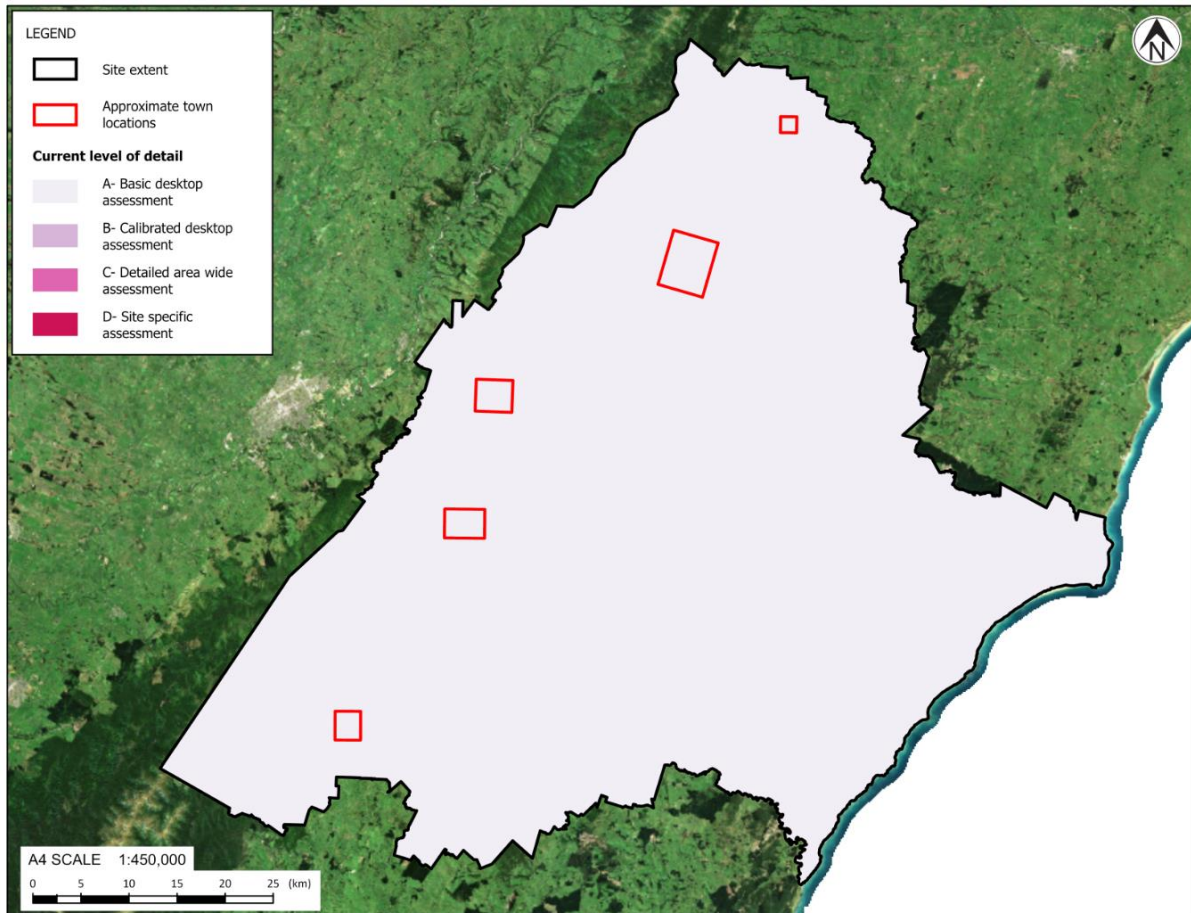 LEGEND
Site extent
Approximate town
locations
Current level of detail
A- Basic desktop
assessment
B- Calibrated desktop
assessment
C- Detailed area wide
assessment
D- Site specific
assessment
N
A4 SCALE 1:450,000
0 5 10 15 20 25 (km)